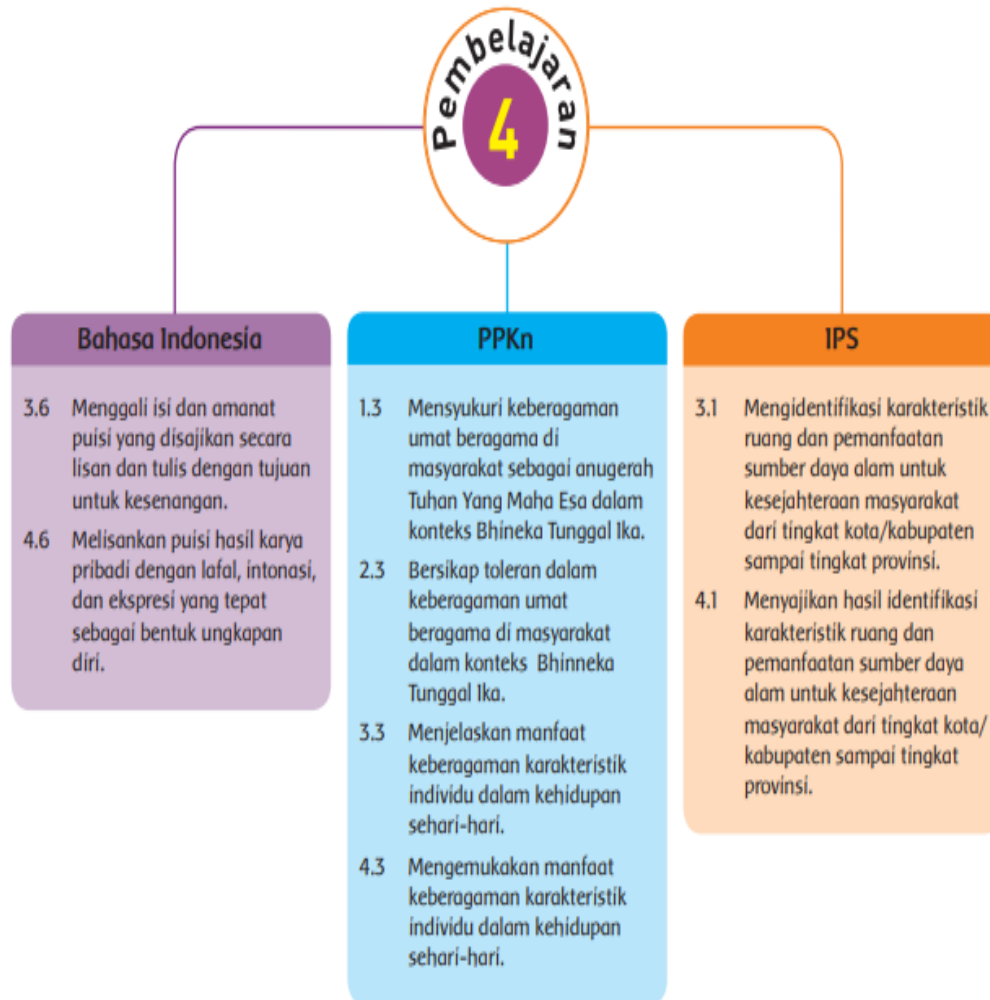 Pembelajaran
4
Bahasa Indonesia
3.6 Menggali isi dan amanat
puisi yang disajikan secara
lisan dan tulis dengan tujuan
untuk kesenangan.
4.6 Melisankan puisi hasil karya
pribadi dengan lafal, intonasi,
dan ekspresi yang tepat
sebagai bentuk ungkapan
diri.
PPKn
1.3 Mensyukuri keberagaman
umat beragama di
masyarakat sebagai anugerah
Tuhan Yang Maha Esa dalam
konteks Bhineka Tunggal Ika.
2.3 Bersikap toleran dalam
keberagaman umat
beragama di masyarakat
dalam konteks Bhinneka
Tunggal Ika.
3.3 Menjelaskan manfaat
keberagaman karakteristik
individu dalam kehidupan
sehari-hari.
4.3 Mengemukakan manfaat
keberagaman karakteristik
individu dalam kehidupan
sehari-hari.
IPS
3.1 Mengidentifikasi karakteristik
ruang dan pemanfaatan
sumber daya alam untuk
kesejahteraan masyarakat
dari tingkat kota/kabupaten
sampai tingkat provinsi.
4.1 Menyajikan hasil identifikasi
karakteristik ruang dan
pemanfaatan sumber daya
alam untuk kesejahteraan
masyarakat dari tingkat kota/
kabupaten sampai tingkat
provinsi.